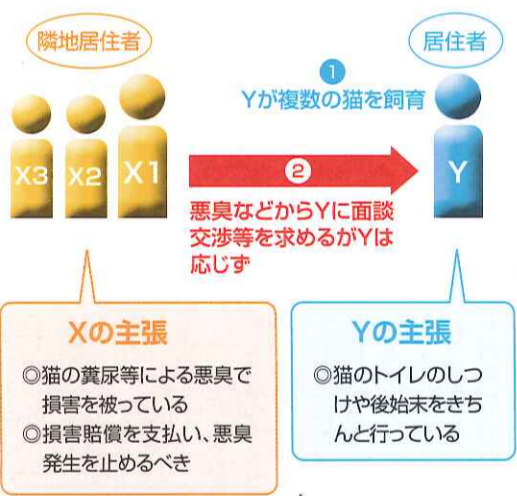 隣地居住者
居住者
❶
Yが複数の猫を飼育
X3 X2 X1
②
Y
悪臭などからYに面談
交渉等を求めるがYは
応じず
Xの主張
◎猫の糞尿等による悪臭で
損害を被っている
◎損害賠償を支払い、悪臭
発生を止めるべき
Yの主張
◎猫のトイレのしつ
けや後始末をきち
んと行っている